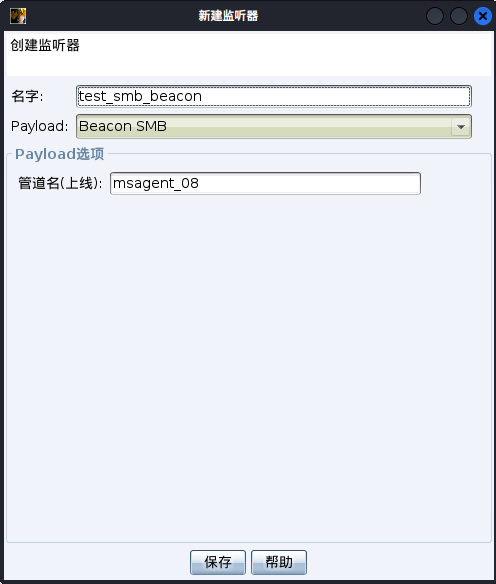 新建监听器
创建监听器
名字: test_smb_beacon
Payload: Beacon SMB
Payload选项
管道名(上线): msagent_08
保存 帮助